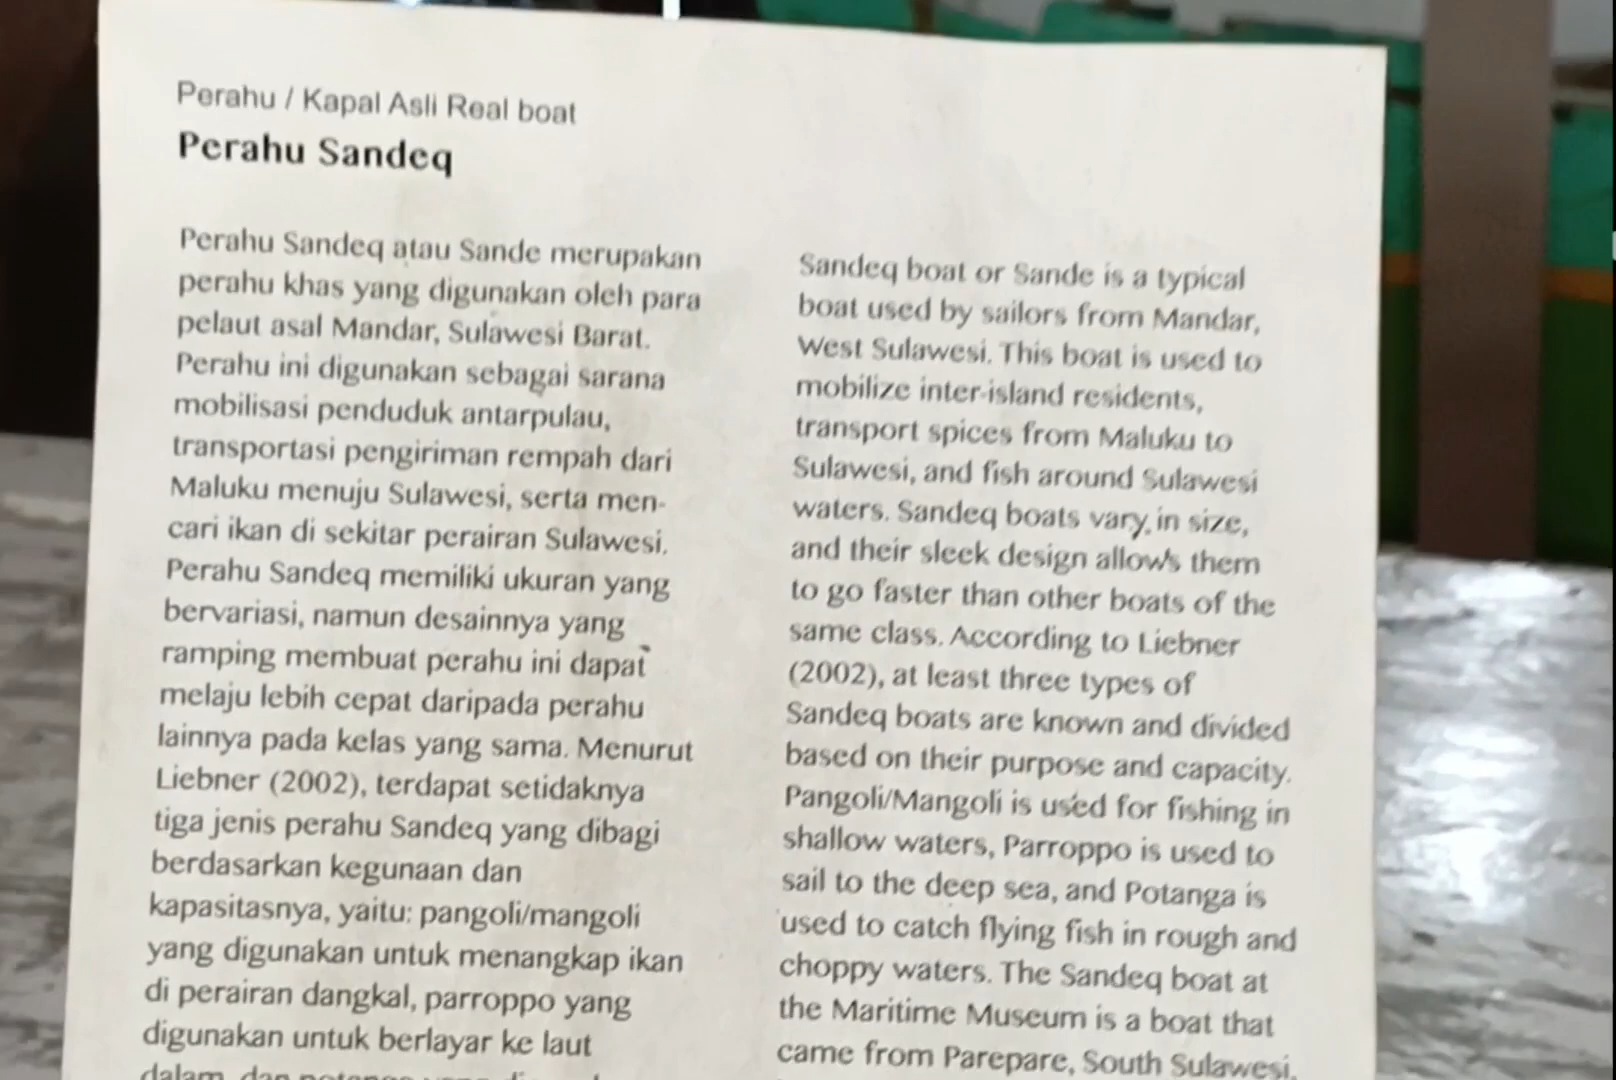 Perahu / Kapal Asli Real boat
Perahu Sandeq
Perahu Sandeq atau Sande merupakan
perahu khas yang digunakan oleh para
pelaut asal Mandar, Sulawesi Barat.
Perahu ini digunakan sebagai sarana
mobilisasi penduduk antarpulau,
transportasi pengiriman rempah dari
Maluku menuju Sulawesi, serta men-
cari ikan di sekitar perairan Sulawesi.
Perahu Sandeq memiliki ukuran yang
bervariasi, namun desainnya yang
ramping membuat perahu ini dapat
melaju lebih cepat daripada perahu
lainnya pada kelas yang sama. Menurut
Liebner (2002), terdapat setidaknya
tiga jenis perahu Sandeq yang dibagi
berdasarkan kegunaan dan
kapasitasnya, yaitu: pangoli/mangoli
yang digunakan untuk menangkap ikan
di perairan dangkal, parroppo yang
digunakan untuk berlayar ke laut
dalam, dan potanga yang
Sandeq boat or Sande is a typical
boat used by sailors from Mandar,
West Sulawesi. This boat is used to
mobilize inter-island residents,
transport spices from Maluku to
Sulawesi, and fish around Sulawesi
waters. Sandeq boats vary in size,
and their sleek design allows them
to go faster than other boats of the
same class. According to Liebner
(2002), at least three types of
Sandeq boats are known and divided
based on their purpose and capacity.
Pangoli/Mangoli is used for fishing in
shallow waters, Parroppo is used to
sail to the deep sea, and Potanga is
used to catch flying fish in rough and
choppy waters. The Sandeq boat at
the Maritime Museum is a boat that
came from Parepare, South Sulawesi,